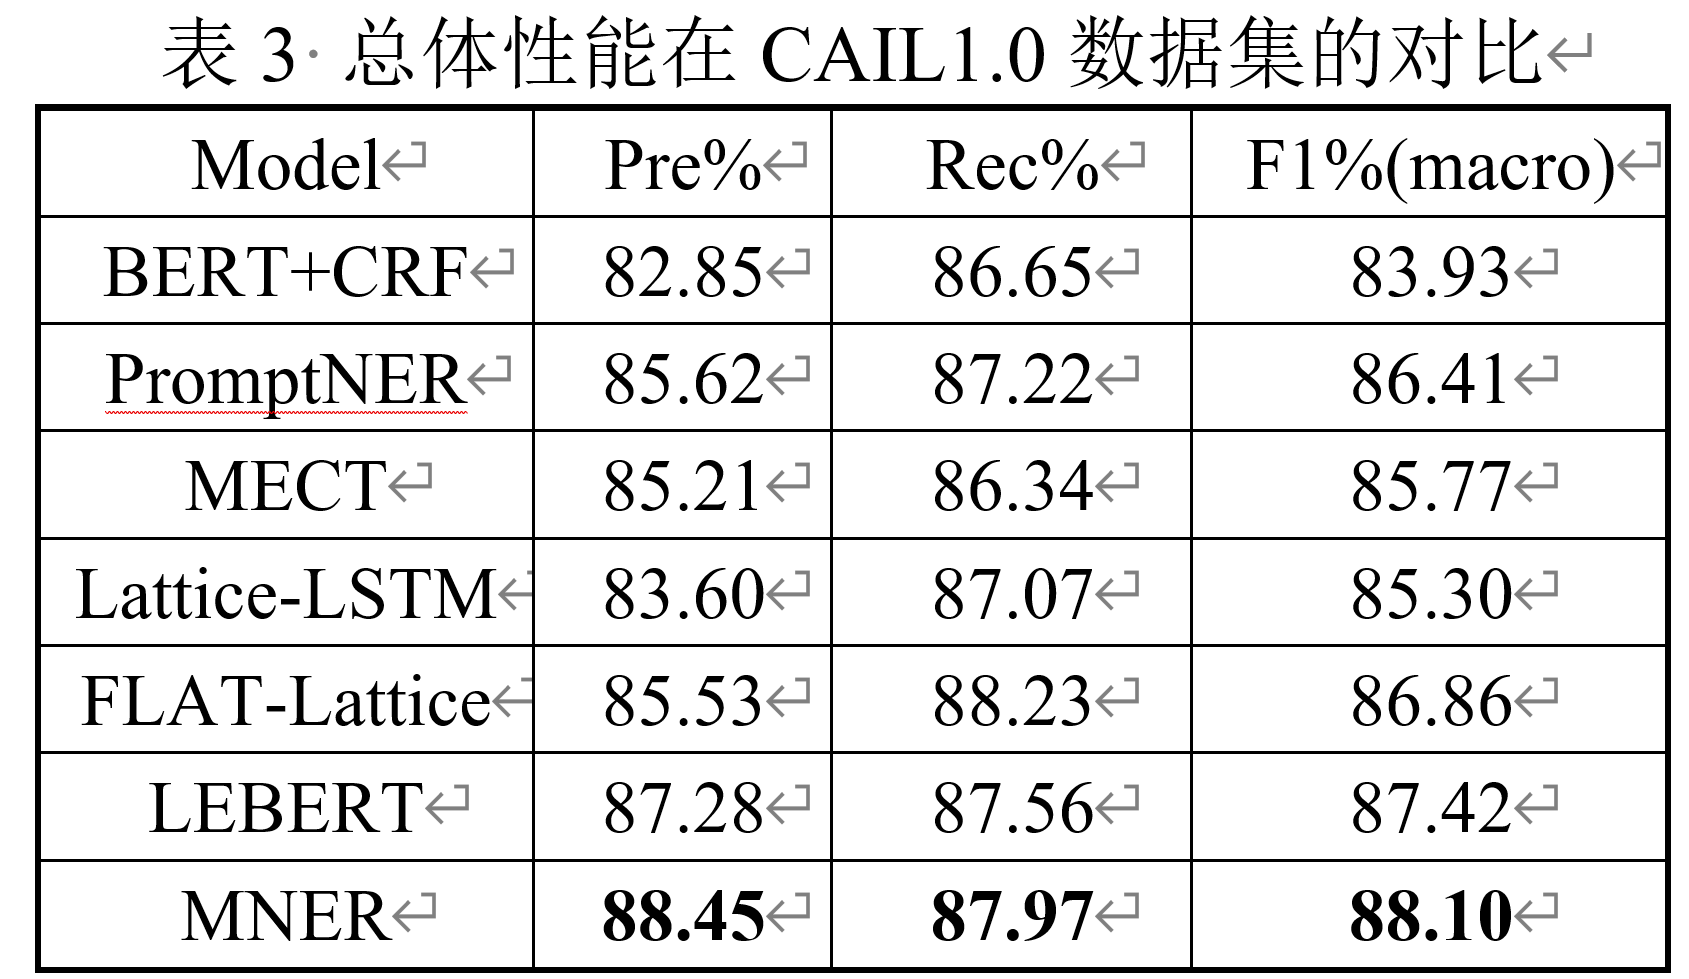 表 3 总体性能在 CAIL1.0 数据集的对比
Model Pre% Rec% F1%(macro)
BERT+CRF 82.85 86.65 83.93
PromptNER 85.62 87.22 86.41
MECT 85.21 86.34 85.77
Lattice-LSTM 83.60 87.07 85.30
FLAT-Lattice 85.53 88.23 86.86
LEBERT 87.28 87.56 87.42
MNER 88.45 87.97 88.10